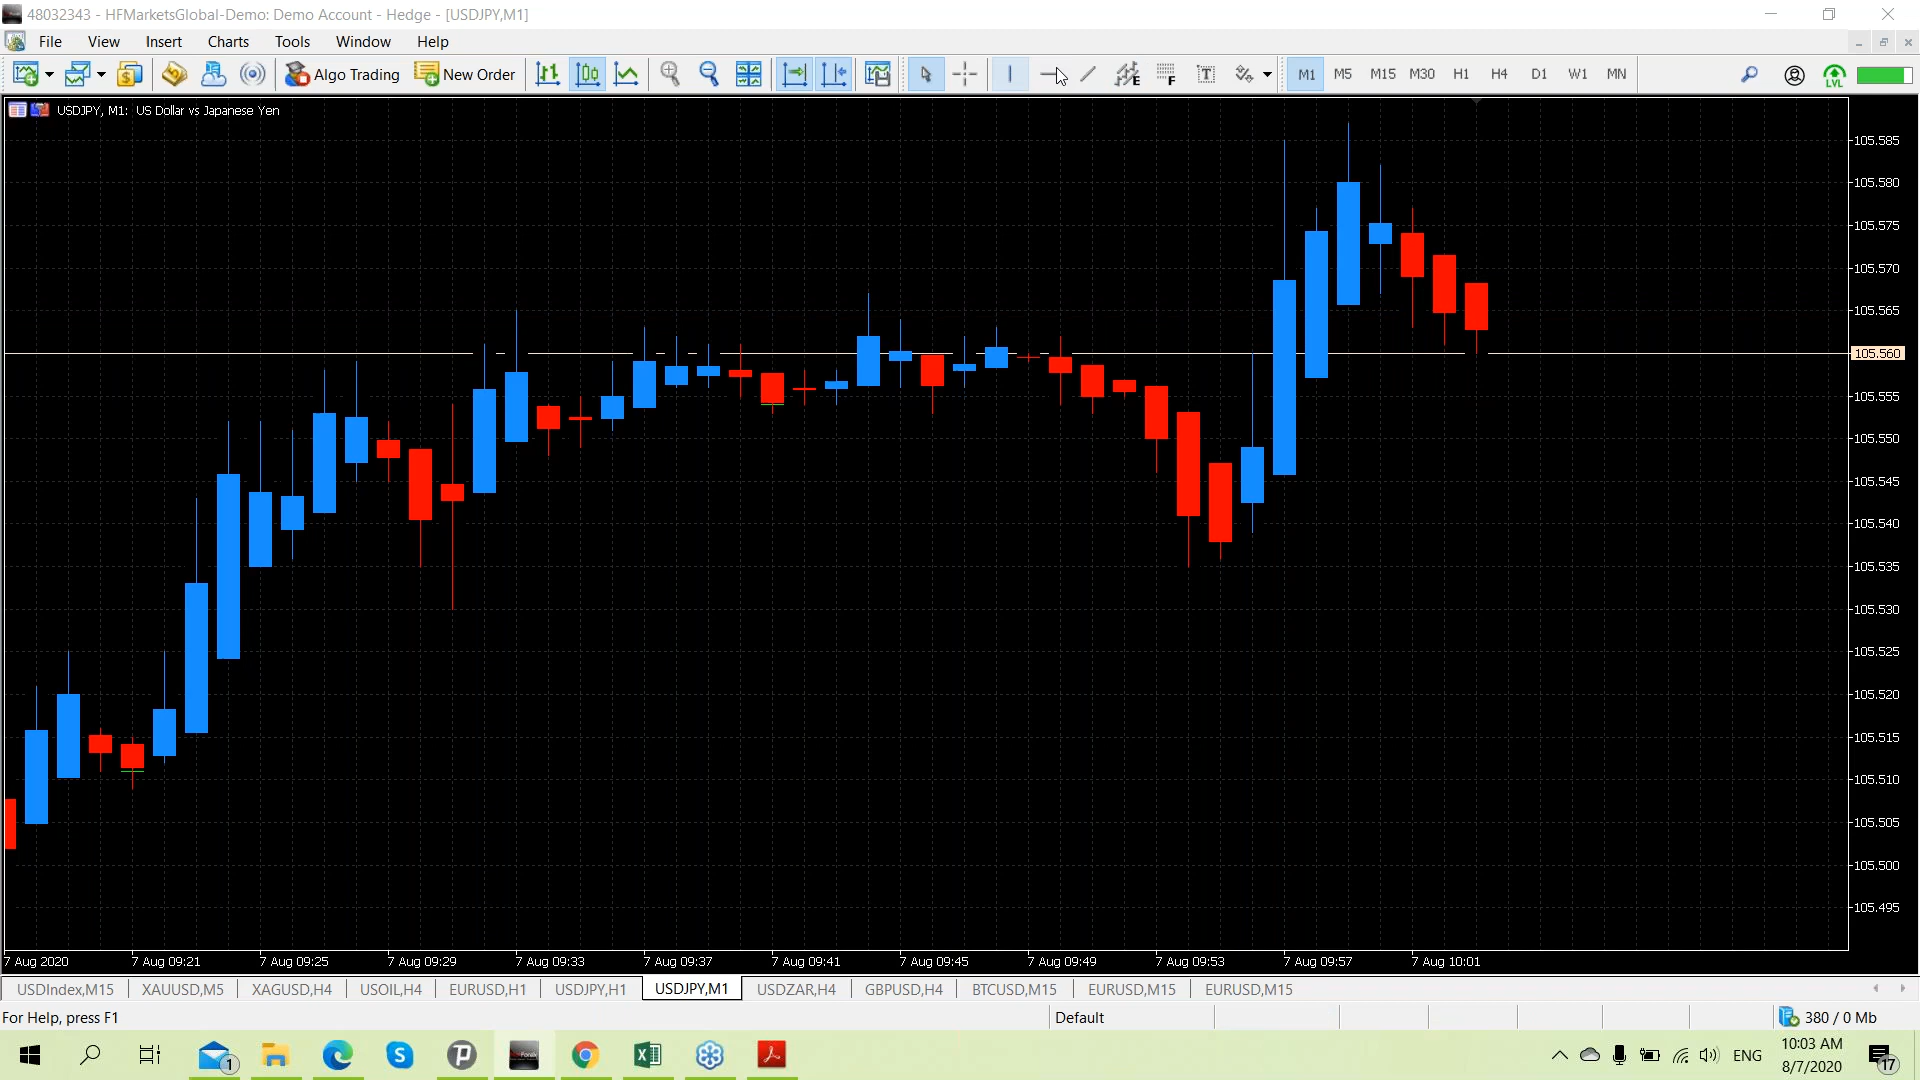 48032343 - HFMarketsGlobal-Demo: Demo Account - Hedge - [USDJPY,M1]
File View Insert Charts Tools Window Help
Algo Trading New Order E F T M1 M5 M15 M30 H1 H4 D1 W1 MN LVL
USDJPY, M1: US Dollar vs Japanese Yen
105.585
105.580
105.575
105.570
105.565
105.560
105.555
105.550
105.545
105.540
105.535
105.530
105.525
105.520
105.515
105.510
105.505
105.500
105.495
7 Aug 2020 7 Aug 09:21 7 Aug 09:25 7 Aug 09:29 7 Aug 09:33 7 Aug 09:37 7 Aug 09:41 7 Aug 09:45 7 Aug 09:49 7 Aug 09:53 7 Aug 09:57 7 Aug 10:01
USDIndex,M15 XAUUSD,M5 XAGUSD,H4 USOIL,H4 EURUSD,H1 USDJPY,H1 USDJPY,M1 USDZAR,H4 GBPUSD,H4 BTCUSD,M15 EURUSD,M15 EURUSD,M15
For Help, press F1 Default 380 / 0 Mb
1 ENG 10:03 AM
8/7/2020 17